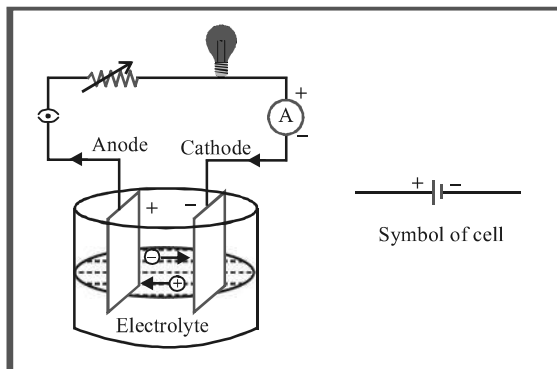 +
A
−
Anode
Cathode
+
−
+ −
Symbol of cell
−
+
Electrolyte